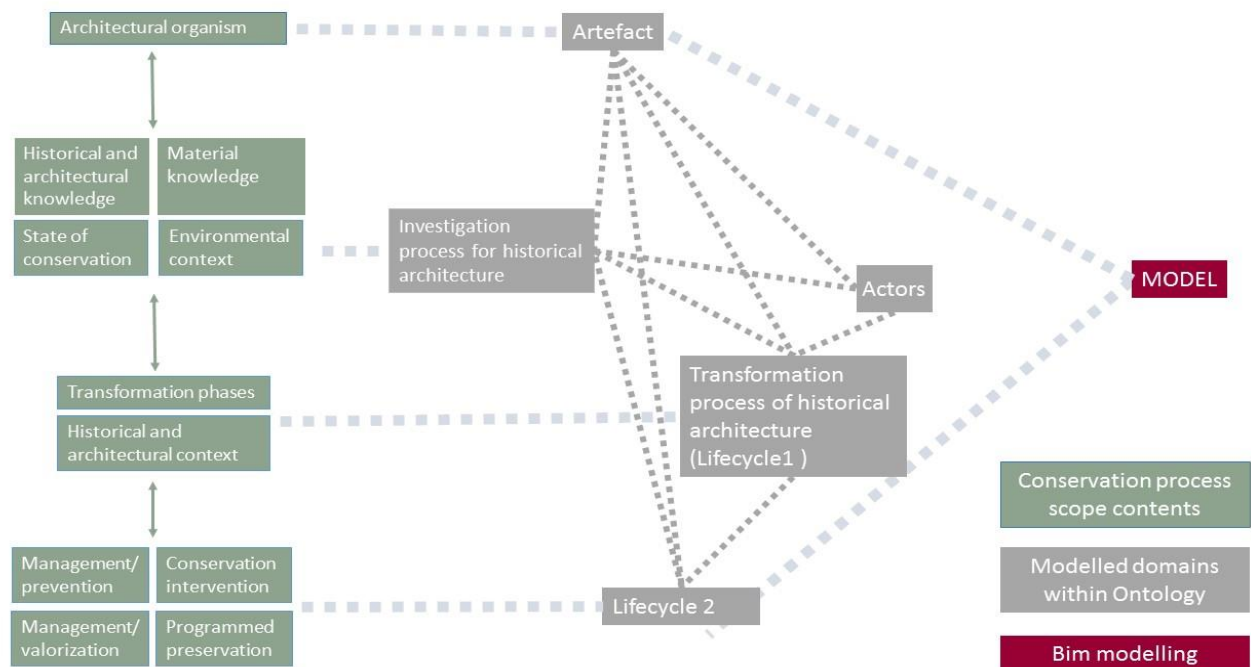 Architectural organism
Artefact
Historical and
architectural
knowledge
Material
knowledge
State of
conservation
Environmental
context
Investigation
process for historical
architecture
Actors
MODEL
Transformation phases
Historical and
architectural context
Transformation
process of historical
architecture
(Lifecycle1 )
Management/
prevention
Conservation
intervention
Management/
valorization
Programmed
preservation
Lifecycle 2
Conservation process
scope contents
Modelled domains
within Ontology
Bim modelling